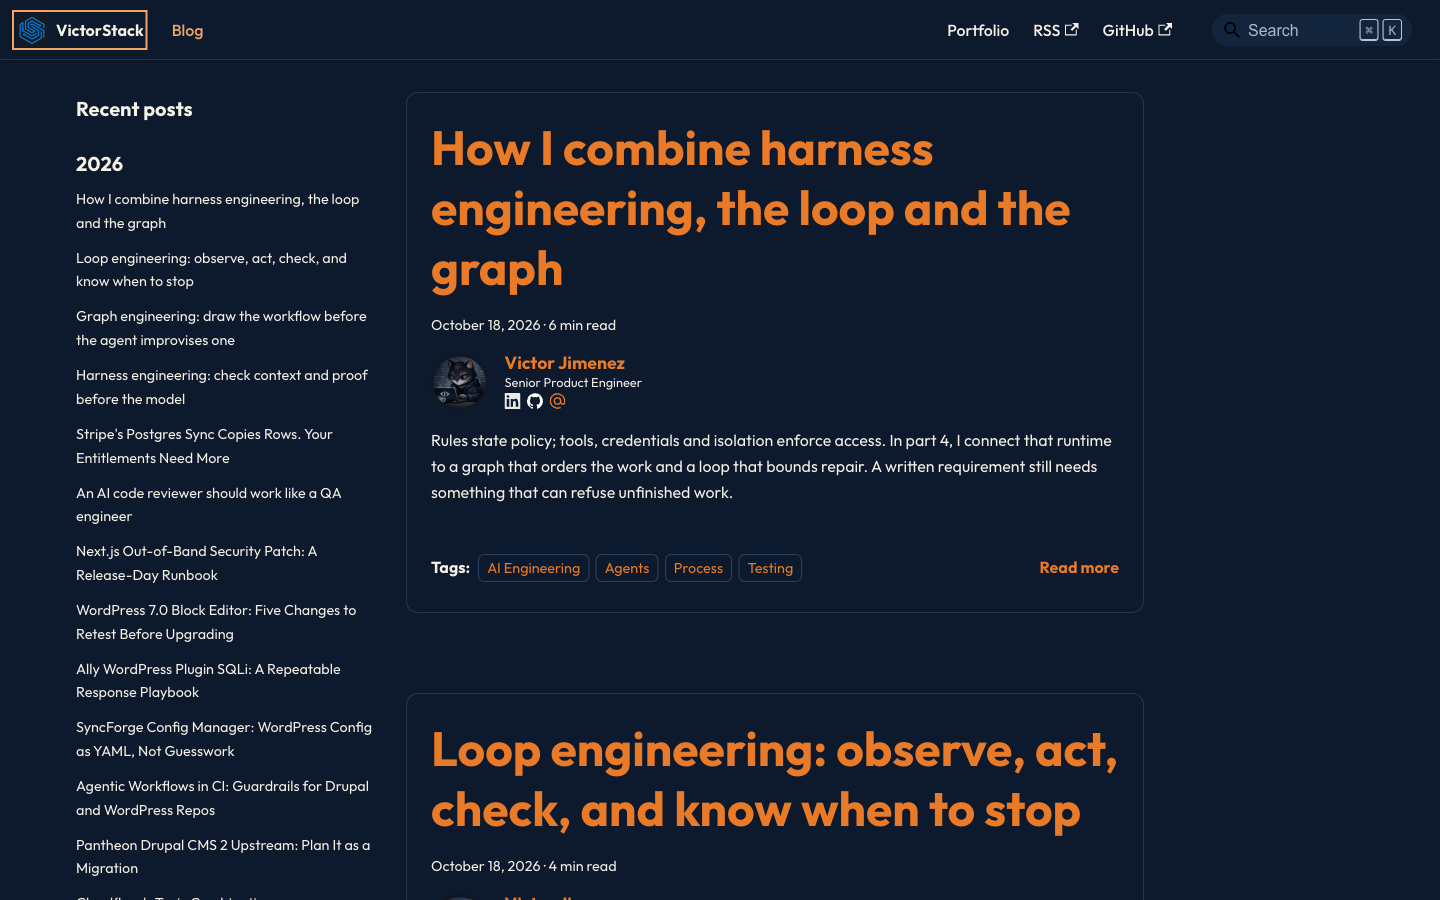 VictorStack
Blog
Portfolio
RSS
GitHub
Search
⌘ K
Recent posts
2026
How I combine harness engineering, the loop
and the graph
Loop engineering: observe, act, check, and
know when to stop
Graph engineering: draw the workflow before
the agent improvises one
Harness engineering: check context and proof
before the model
Stripe's Postgres Sync Copies Rows. Your
Entitlements Need More
An AI code reviewer should work like a QA
engineer
Next.js Out-of-Band Security Patch: A
Release-Day Runbook
WordPress 7.0 Block Editor: Five Changes to
Retest Before Upgrading
Ally WordPress Plugin SQLi: A Repeatable
Response Playbook
SyncForge Config Manager: WordPress Config
as YAML, Not Guesswork
Agentic Workflows in CI: Guardrails for Drupal
and WordPress Repos
Pantheon Drupal CMS 2 Upstream: Plan It as a
Migration
How I combine harness
engineering, the loop and the
graph
October 18, 2026 · 6 min read
Victor Jimenez
Senior Product Engineer
Rules state policy; tools, credentials and isolation enforce access. In part 4, I connect that runtime
to a graph that orders the work and a loop that bounds repair. A written requirement still needs
something that can refuse unfinished work.
Tags: AI Engineering Agents Process Testing
Read more
Loop engineering: observe, act,
check, and know when to stop
October 18, 2026 · 4 min read